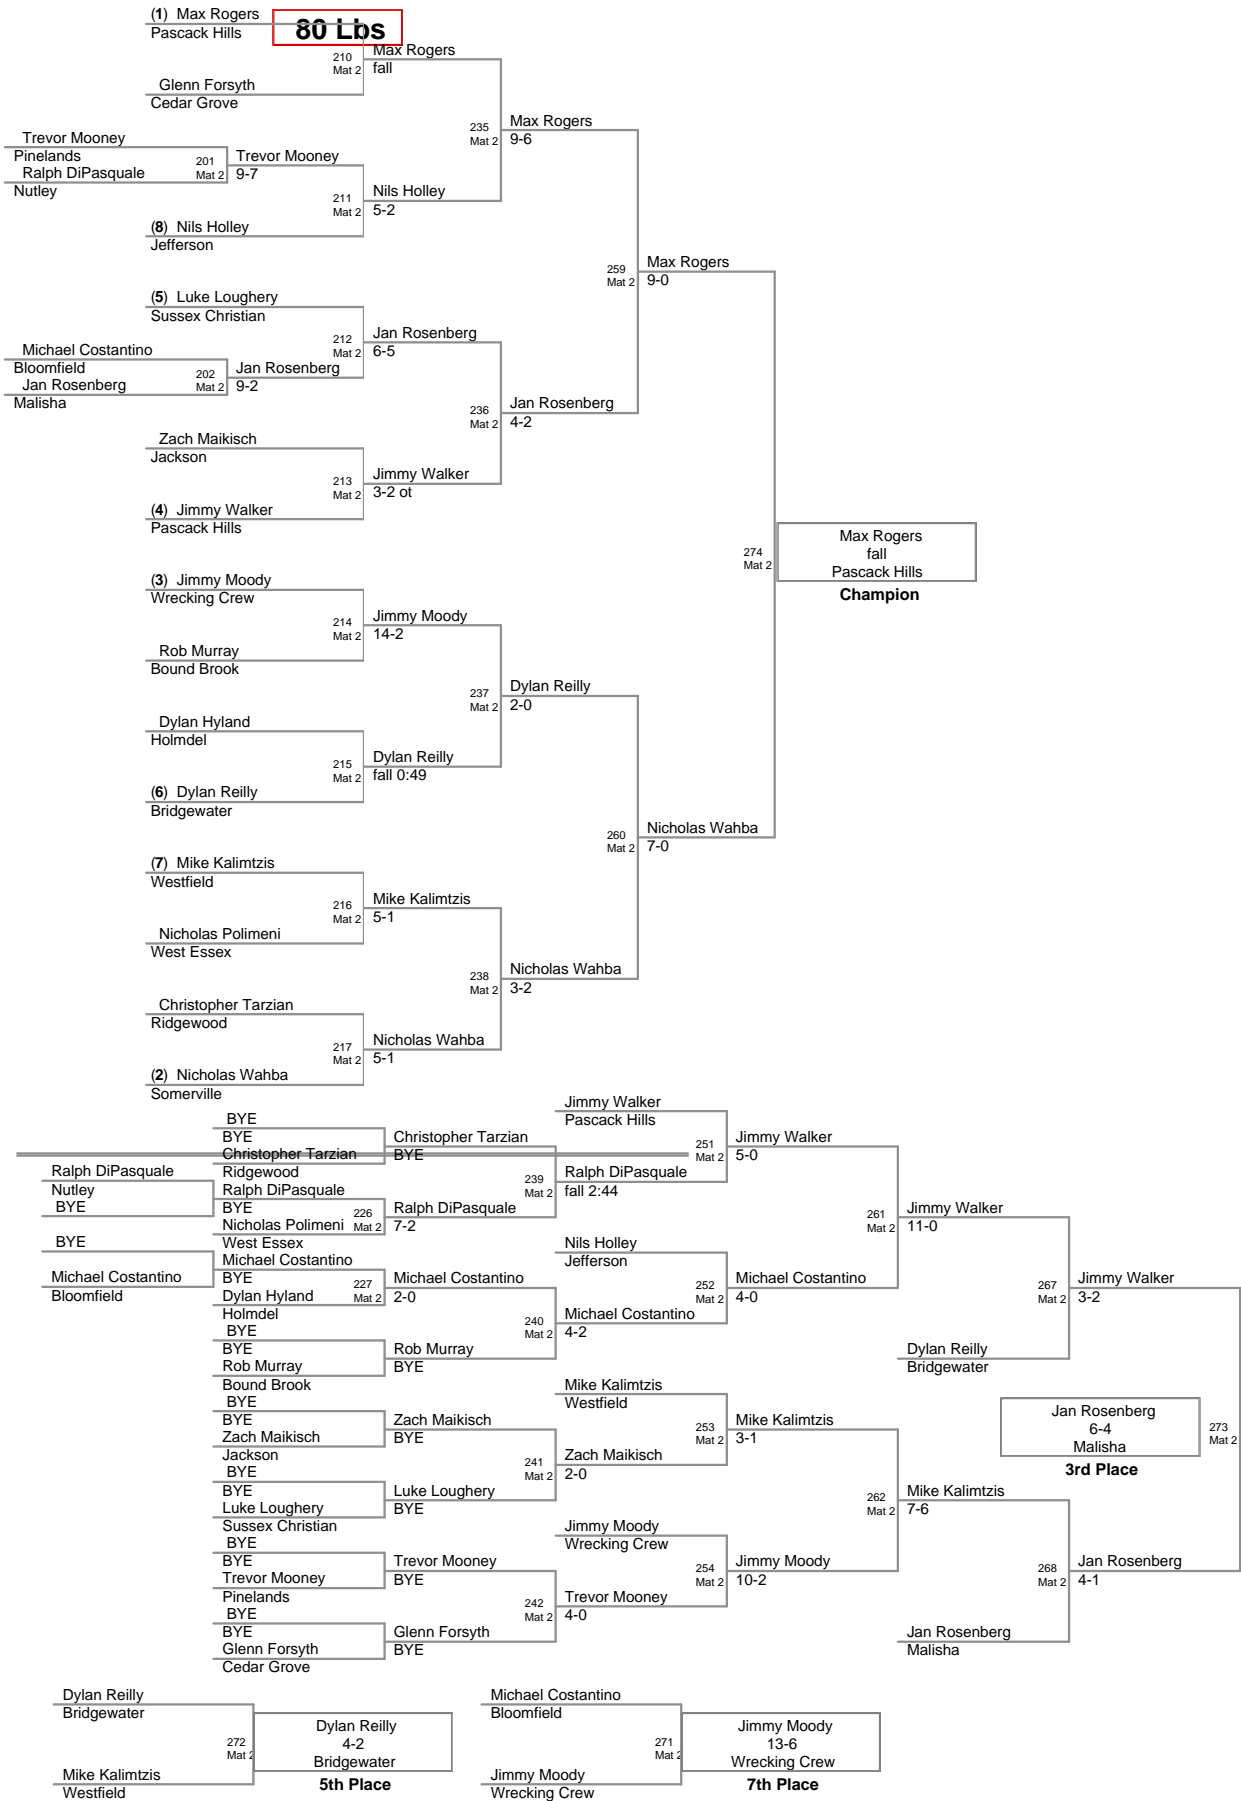 (1) Max Rogers
80 Lbs
Pascack Hills
210
Mat 2
Max Rogers
fall
Glenn Forsyth
Cedar Grove
Trevor Mooney
Pinelands
Ralph DiPasquale
Nutley
201
Mat 2
Trevor Mooney
9-7
211
Mat 2
Nils Holley
5-2
(8) Nils Holley
Jefferson
235
Mat 2
Max Rogers
9-6
(5) Luke Loughery
Sussex Christian
212
Mat 2
Jan Rosenberg
6-5
Michael Costantino
Bloomfield
Jan Rosenberg
Malisha
202
Mat 2
Jan Rosenberg
9-2
236
Mat 2
Jan Rosenberg
4-2
Zach Maikisch
Jackson
213
Mat 2
Jimmy Walker
3-2 ot
(4) Jimmy Walker
Pascack Hills
259
Mat 2
Max Rogers
9-0
274
Mat 2
Max Rogers
fall
Pascack Hills
Champion
(3) Jimmy Moody
Wrecking Crew
214
Mat 2
Jimmy Moody
14-2
Rob Murray
Bound Brook
237
Mat 2
Dylan Reilly
2-0
Dylan Hyland
Holmdel
215
Mat 2
Dylan Reilly
fall 0:49
(6) Dylan Reilly
Bridgewater
260
Mat 2
Nicholas Wahba
7-0
(7) Mike Kalimtzis
Westfield
216
Mat 2
Mike Kalimtzis
5-1
Nicholas Polimeni
West Essex
238
Mat 2
Nicholas Wahba
3-2
Christopher Tarzian
Ridgewood
217
Mat 2
Nicholas Wahba
5-1
(2) Nicholas Wahba
Somerville
Jimmy Walker
Pascack Hills
BYE
BYE
Christopher Tarzian
Ridgewood
Christopher Tarzian
BYE
251
Mat 2
Jimmy Walker
5-0
Ralph DiPasquale
Nutley
BYE
239
Mat 2
Ralph DiPasquale
fall 2:44
Ralph DiPasquale
BYE
Nicholas Polimeni
West Essex
226
Mat 2
Ralph DiPasquale
7-2
261
Mat 2
Jimmy Walker
11-0
BYE
Michael Costantino
Bloomfield
Michael Costantino
BYE
Dylan Hyland
Holmdel
227
Mat 2
Michael Costantino
2-0
Nils Holley
Jefferson
252
Mat 2
Michael Costantino
4-0
267
Mat 2
Jimmy Walker
3-2
240
Mat 2
Michael Costantino
4-2
BYE
BYE
Rob Murray
Bound Brook
Rob Murray
BYE
Dylan Reilly
Bridgewater
Mike Kalimtzis
Westfield
BYE
BYE
Zach Maikisch
Jackson
Zach Maikisch
BYE
253
Mat 2
Mike Kalimtzis
3-1
Jan Rosenberg
6-4
Malisha
3rd Place
273
Mat 2
241
Mat 2
Zach Maikisch
2-0
BYE
BYE
Luke Loughery
Sussex Christian
Luke Loughery
BYE
262
Mat 2
Mike Kalimtzis
7-6
Jimmy Moody
Wrecking Crew
BYE
BYE
Trevor Mooney
Pinelands
Trevor Mooney
BYE
254
Mat 2
Jimmy Moody
10-2
268
Mat 2
Jan Rosenberg
4-1
242
Mat 2
Trevor Mooney
4-0
BYE
BYE
Glenn Forsyth
Cedar Grove
Glenn Forsyth
BYE
Jan Rosenberg
Malisha
Dylan Reilly
Bridgewater
272
Mat 2
Dylan Reilly
4-2
Bridgewater
5th Place
Mike Kalimtzis
Westfield
Michael Costantino
Bloomfield
271
Mat 2
Jimmy Moody
13-6
Wrecking Crew
7th Place
Jimmy Moody
Wrecking Crew